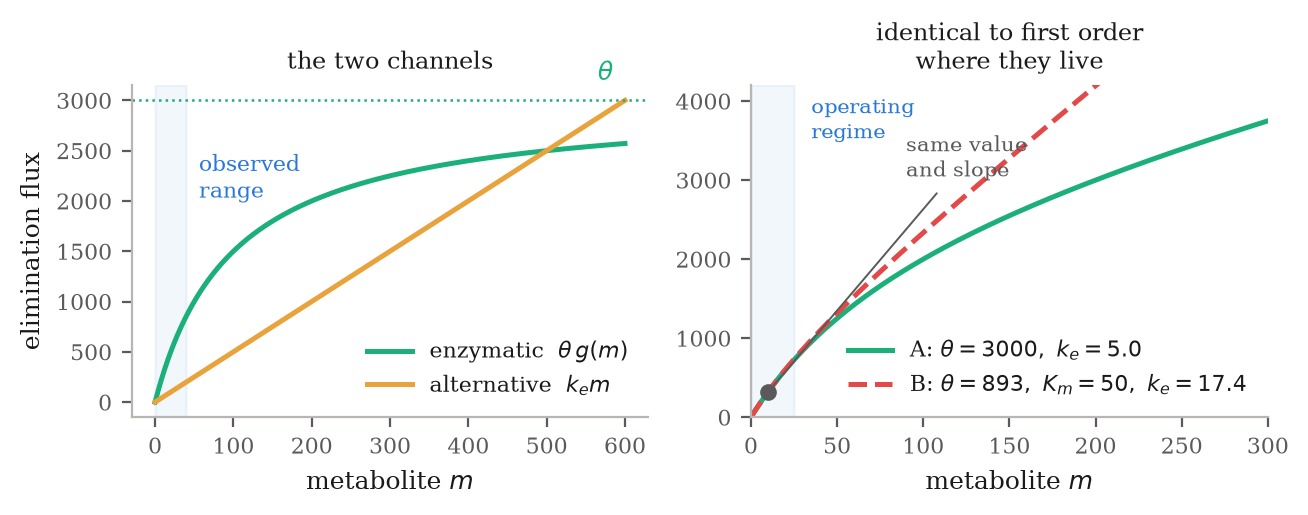 the two channels
θ
3000
2500
2000
1500
1000
500
0
elimination flux
observed
range
enzymatic θ g(m)
alternative kₑm
0 100 200 300 400 500 600
metabolite m
identical to first order
where they live
4000
3000
2000
1000
0
operating
regime
same value
and slope
A: θ = 3000, kₑ = 5.0
B: θ = 893, Kₘ = 50, kₑ = 17.4
0 50 100 150 200 250 300
metabolite m